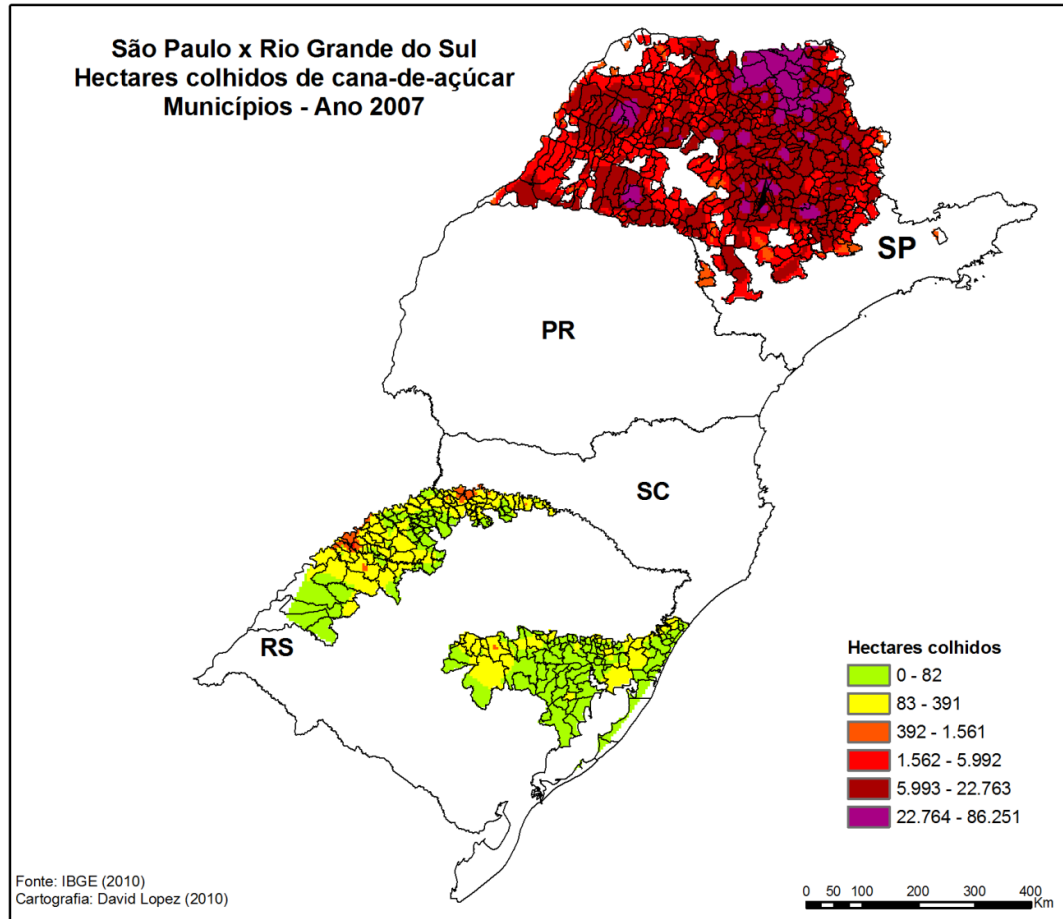 São Paulo x Rio Grande do Sul
Hectares colhidos de cana-de-açúcar
Municípios - Ano 2007
SP
PR
SC
RS
Hectares colhidos
0 - 82
83 - 391
392 - 1.561
1.562 - 5.992
5.993 - 22.763
22.764 - 86.251
Fonte: IBGE (2010)
Cartografia: David Lopez (2010)
0 50 100 200 300 400
Km